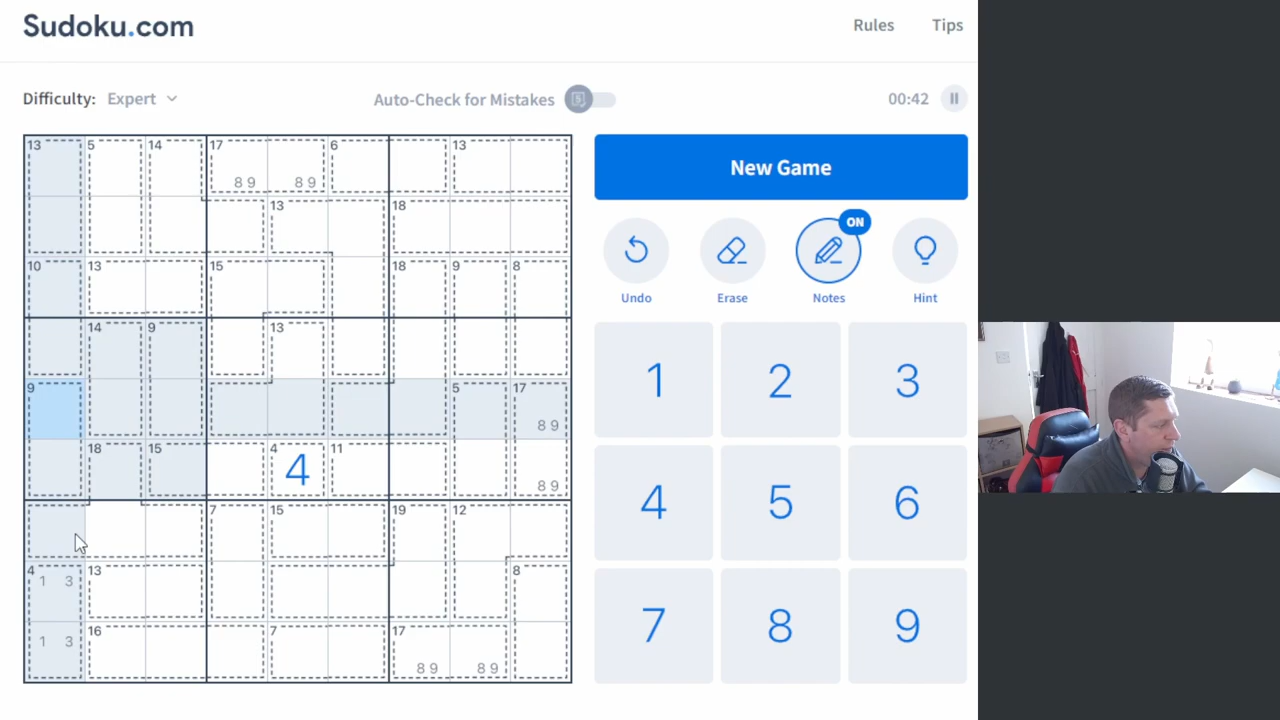 Sudoku.com
Rules Tips
Difficulty: Expert
Auto-Check for Mistakes
00:42
13 5 14 17 6 13
8 9 8 9
13 18
10 13 15 18 9 8
14 9 13
9 5 17
8 9
18 15 4 4 11
8 9
7 15 19 12
4 1 3 13 8
1 3 16 7 17
8 9 8 9
New Game
ON
Undo Erase Notes Hint
1 2 3
4 5 6
7 8 9